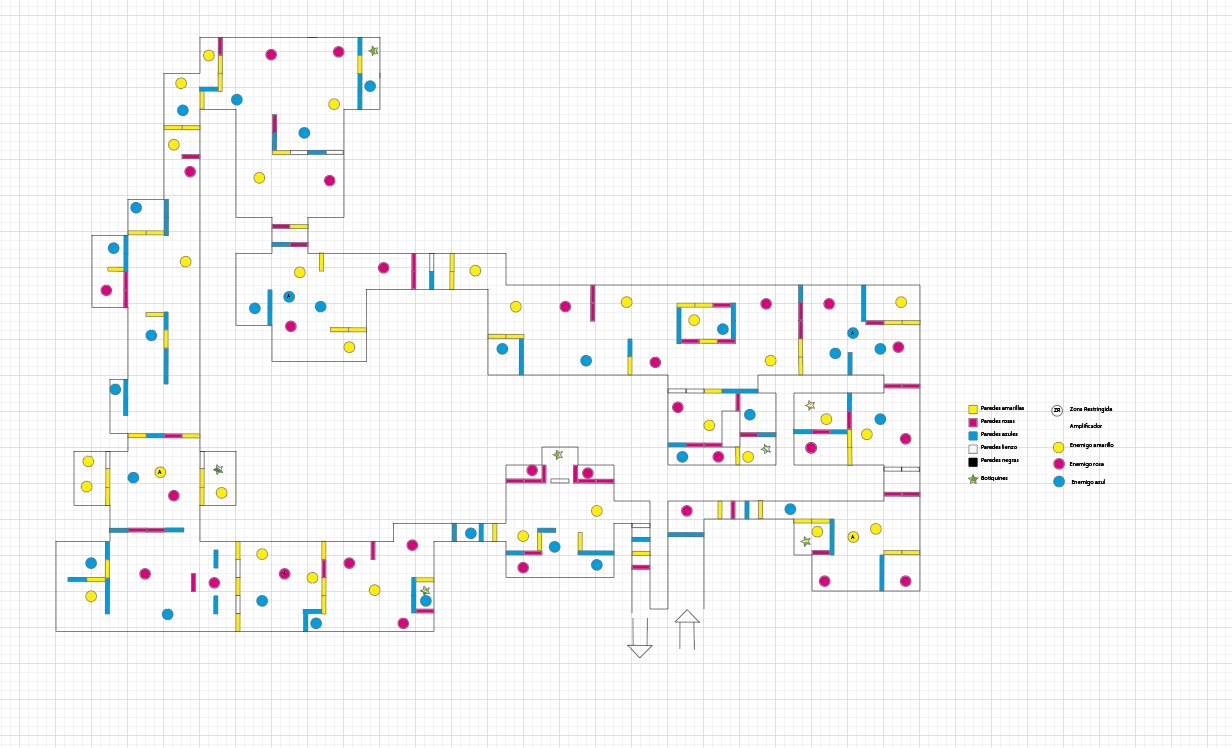 Paredes amarillas
Paredes rosas
Paredes azules
Paredes lienzo
Paredes negras
Botiquines
ZR Zona Restringida
Amplificador
Enemigo amarillo
Enemigo rosa
Enemigo azul
A
A
A
A
A